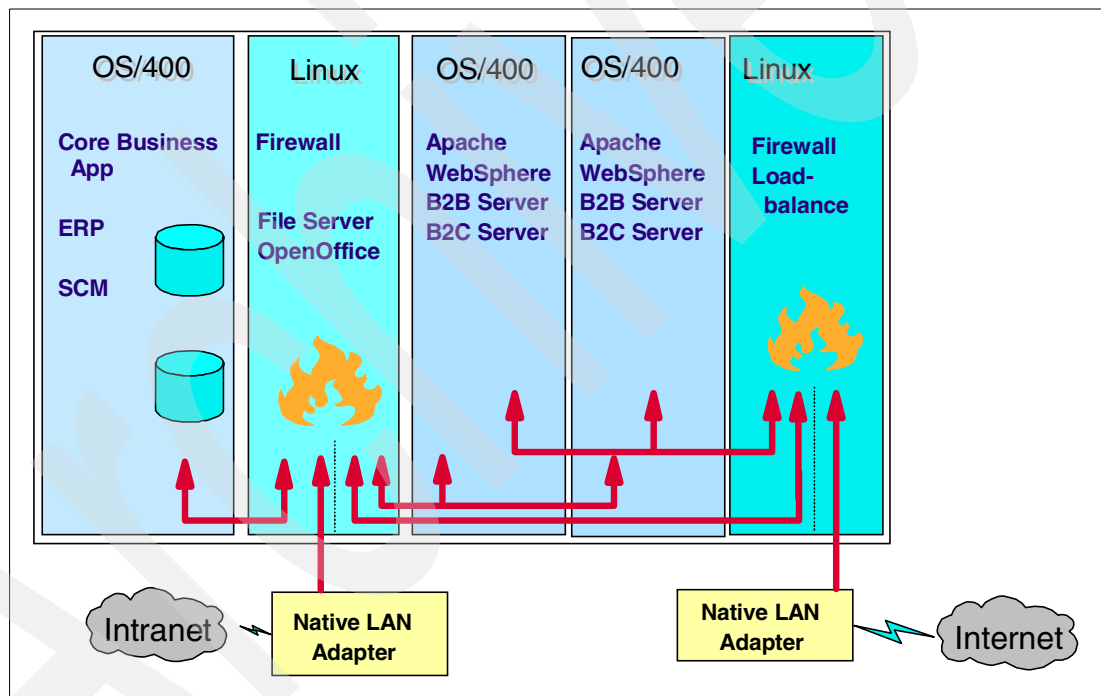 OS/400
Core Business
App
ERP
SCM
Linux
Firewall
File Server
OpenOffice
OS/400
Apache
WebSphere
B2B Server
B2C Server
OS/400
Apache
WebSphere
B2B Server
B2C Server
Linux
Firewall
Load-
balance
Intranet
Native LAN
Adapter
Native LAN
Adapter
Internet